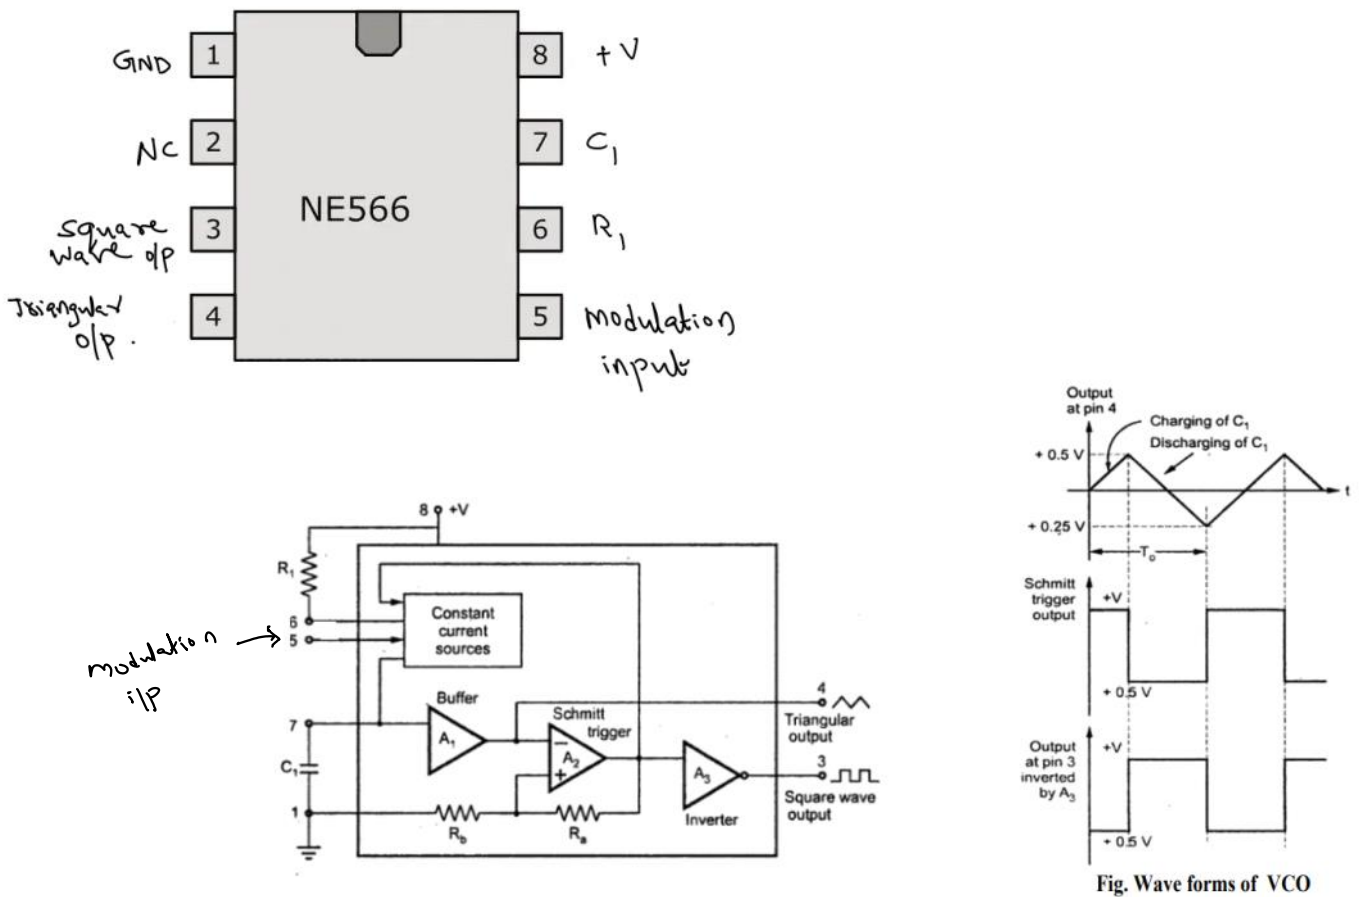 GND 1
8 +V
NC 2
7 C1
NE566
square
wave o/p 3
6 R1
Triangular
o/p. 4
5 modulation
input
8 +V
R1
6
5
modulation
i/p
Constant
current
sources
Buffer
A1
7
C1
1
Schmitt
trigger
A2
−
+
Rb
Ra
A3
Inverter
4
Triangular
output
3
Square wave
output
Output
at pin 4
Charging of C1
Discharging of C1
+ 0.5 V
t
+ 0.25 V
To
Schmitt
trigger
output
+V
+ 0.5 V
Output
at pin 3
inverted
by A3
+V
+ 0.5 V
Fig. Wave forms of VCO